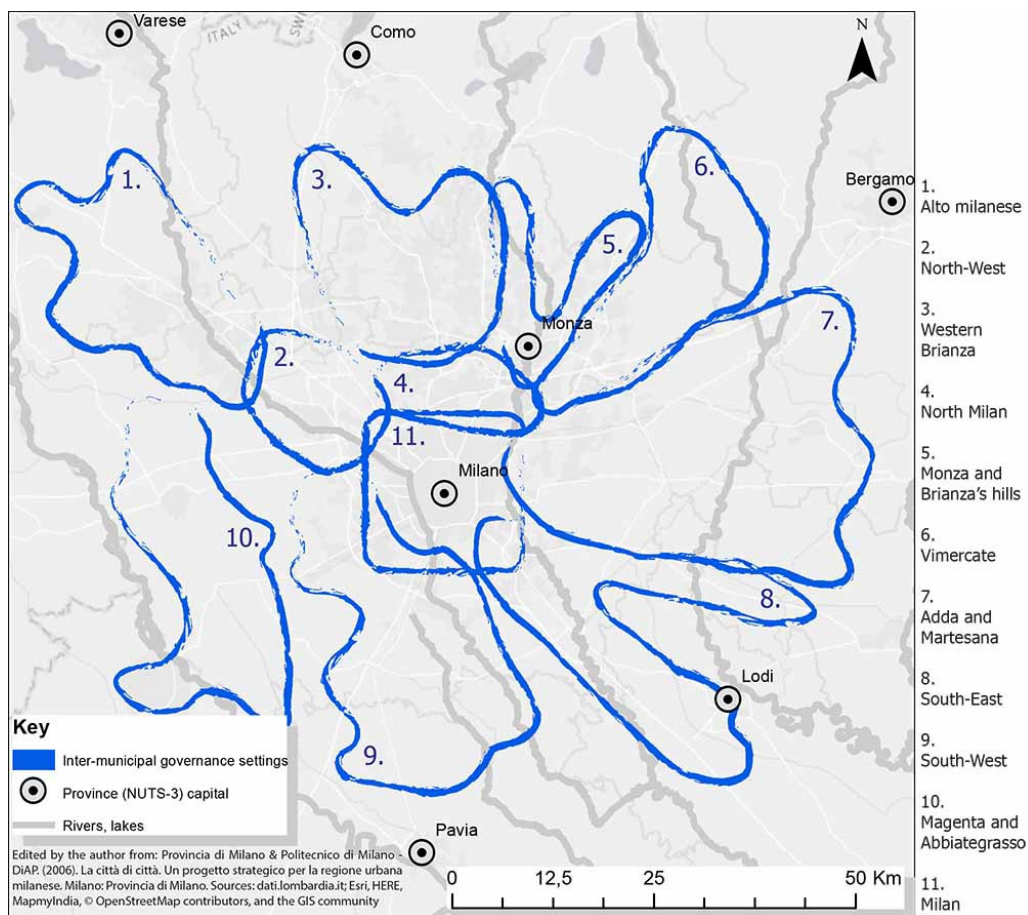 Varese
ITALY
SWI
Como
N
1.
3.
6.
Bergamo
5.
Monza
7.
2.
4.
11.
Milano
10.
8.
Lodi
9.
Pavia
Key
Inter-municipal governance settings
Province (NUTS-3) capital
Rivers, lakes
Edited by the author from: Provincia di Milano & Politecnico di Milano -
DiAP. (2006). La città di città. Un progetto strategico per la regione urbana
milanese. Milano: Provincia di Milano. Sources: dati.lombardia.it; Esri, HERE,
MapmyIndia, © OpenStreetMap contributors, and the GIS community
0 12,5 25 50 Km
1.
Alto milanese
2.
North-West
3.
Western
Brianza
4.
North Milan
5.
Monza and
Brianza's hills
6.
Vimercate
7.
Adda and
Martesana
8.
South-East
9.
South-West
10.
Magenta and
Abbiategrasso
11.
Milan